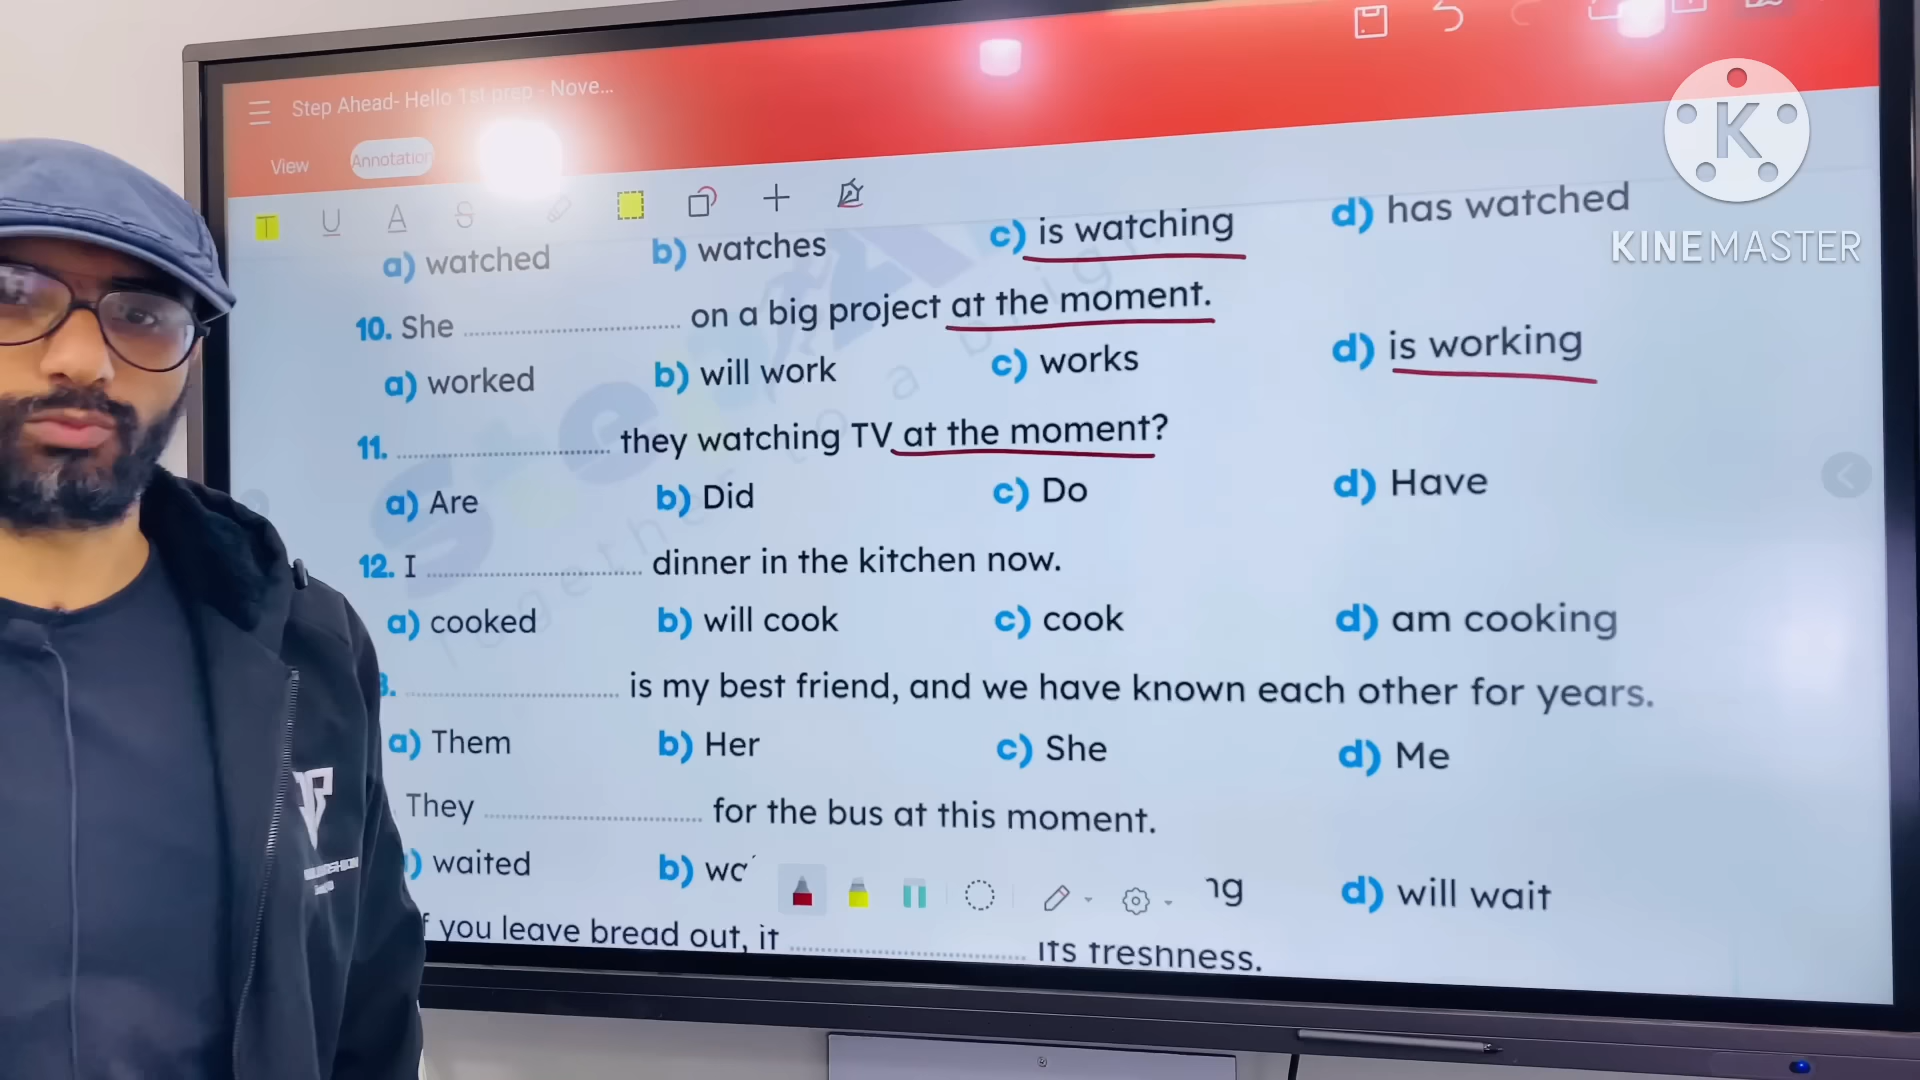 Step Ahead- Hello 1st prep - Nove...
View Annotation
T U A S
KINEMASTER
a) watched b) watches c) is watching d) has watched
10. She ........................ on a big project at the moment.
a) worked b) will work c) works d) is working
11. ........................ they watching TV at the moment?
a) Are b) Did c) Do d) Have
12. I ........................ dinner in the kitchen now.
a) cooked b) will cook c) cook d) am cooking
3. ........................ is my best friend, and we have known each other for years.
a) Them b) Her c) She d) Me
They ........................ for the bus at this moment.
) waited b) wa ng d) will wait
f you leave bread out, it ........................ its freshness.